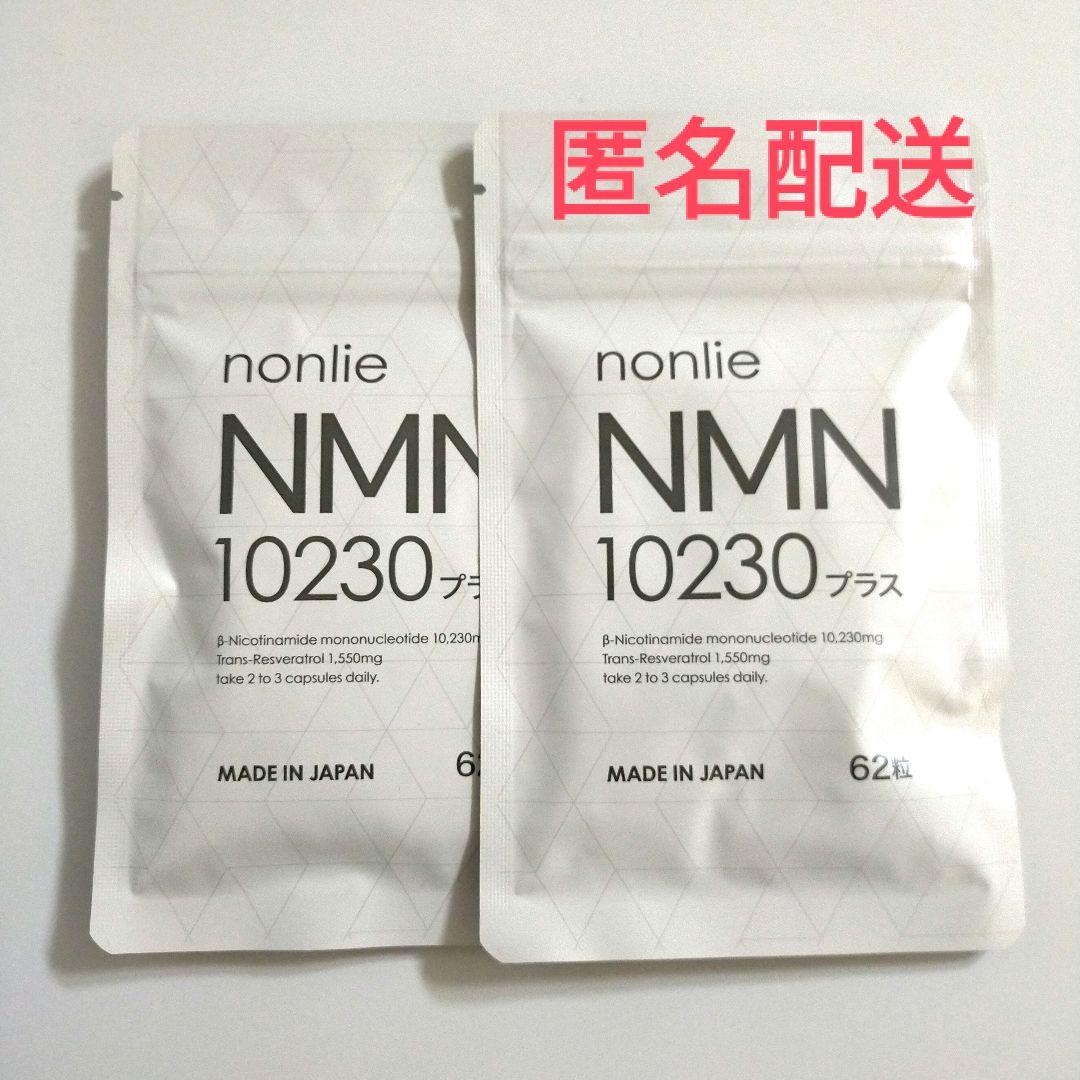 匿名配送
nonlie
NMN
10230プラ
β-Nicotinamide mononucleotide 10,230m
Trans-Resveratrol 1,550mg
take 2 to 3 capsules daily.
MADE IN JAPAN 62
nonlie
NMN
10230プラス
β-Nicotinamide mononucleotide 10,230mg
Trans-Resveratrol 1,550mg
take 2 to 3 capsules daily.
MADE IN JAPAN 62粒